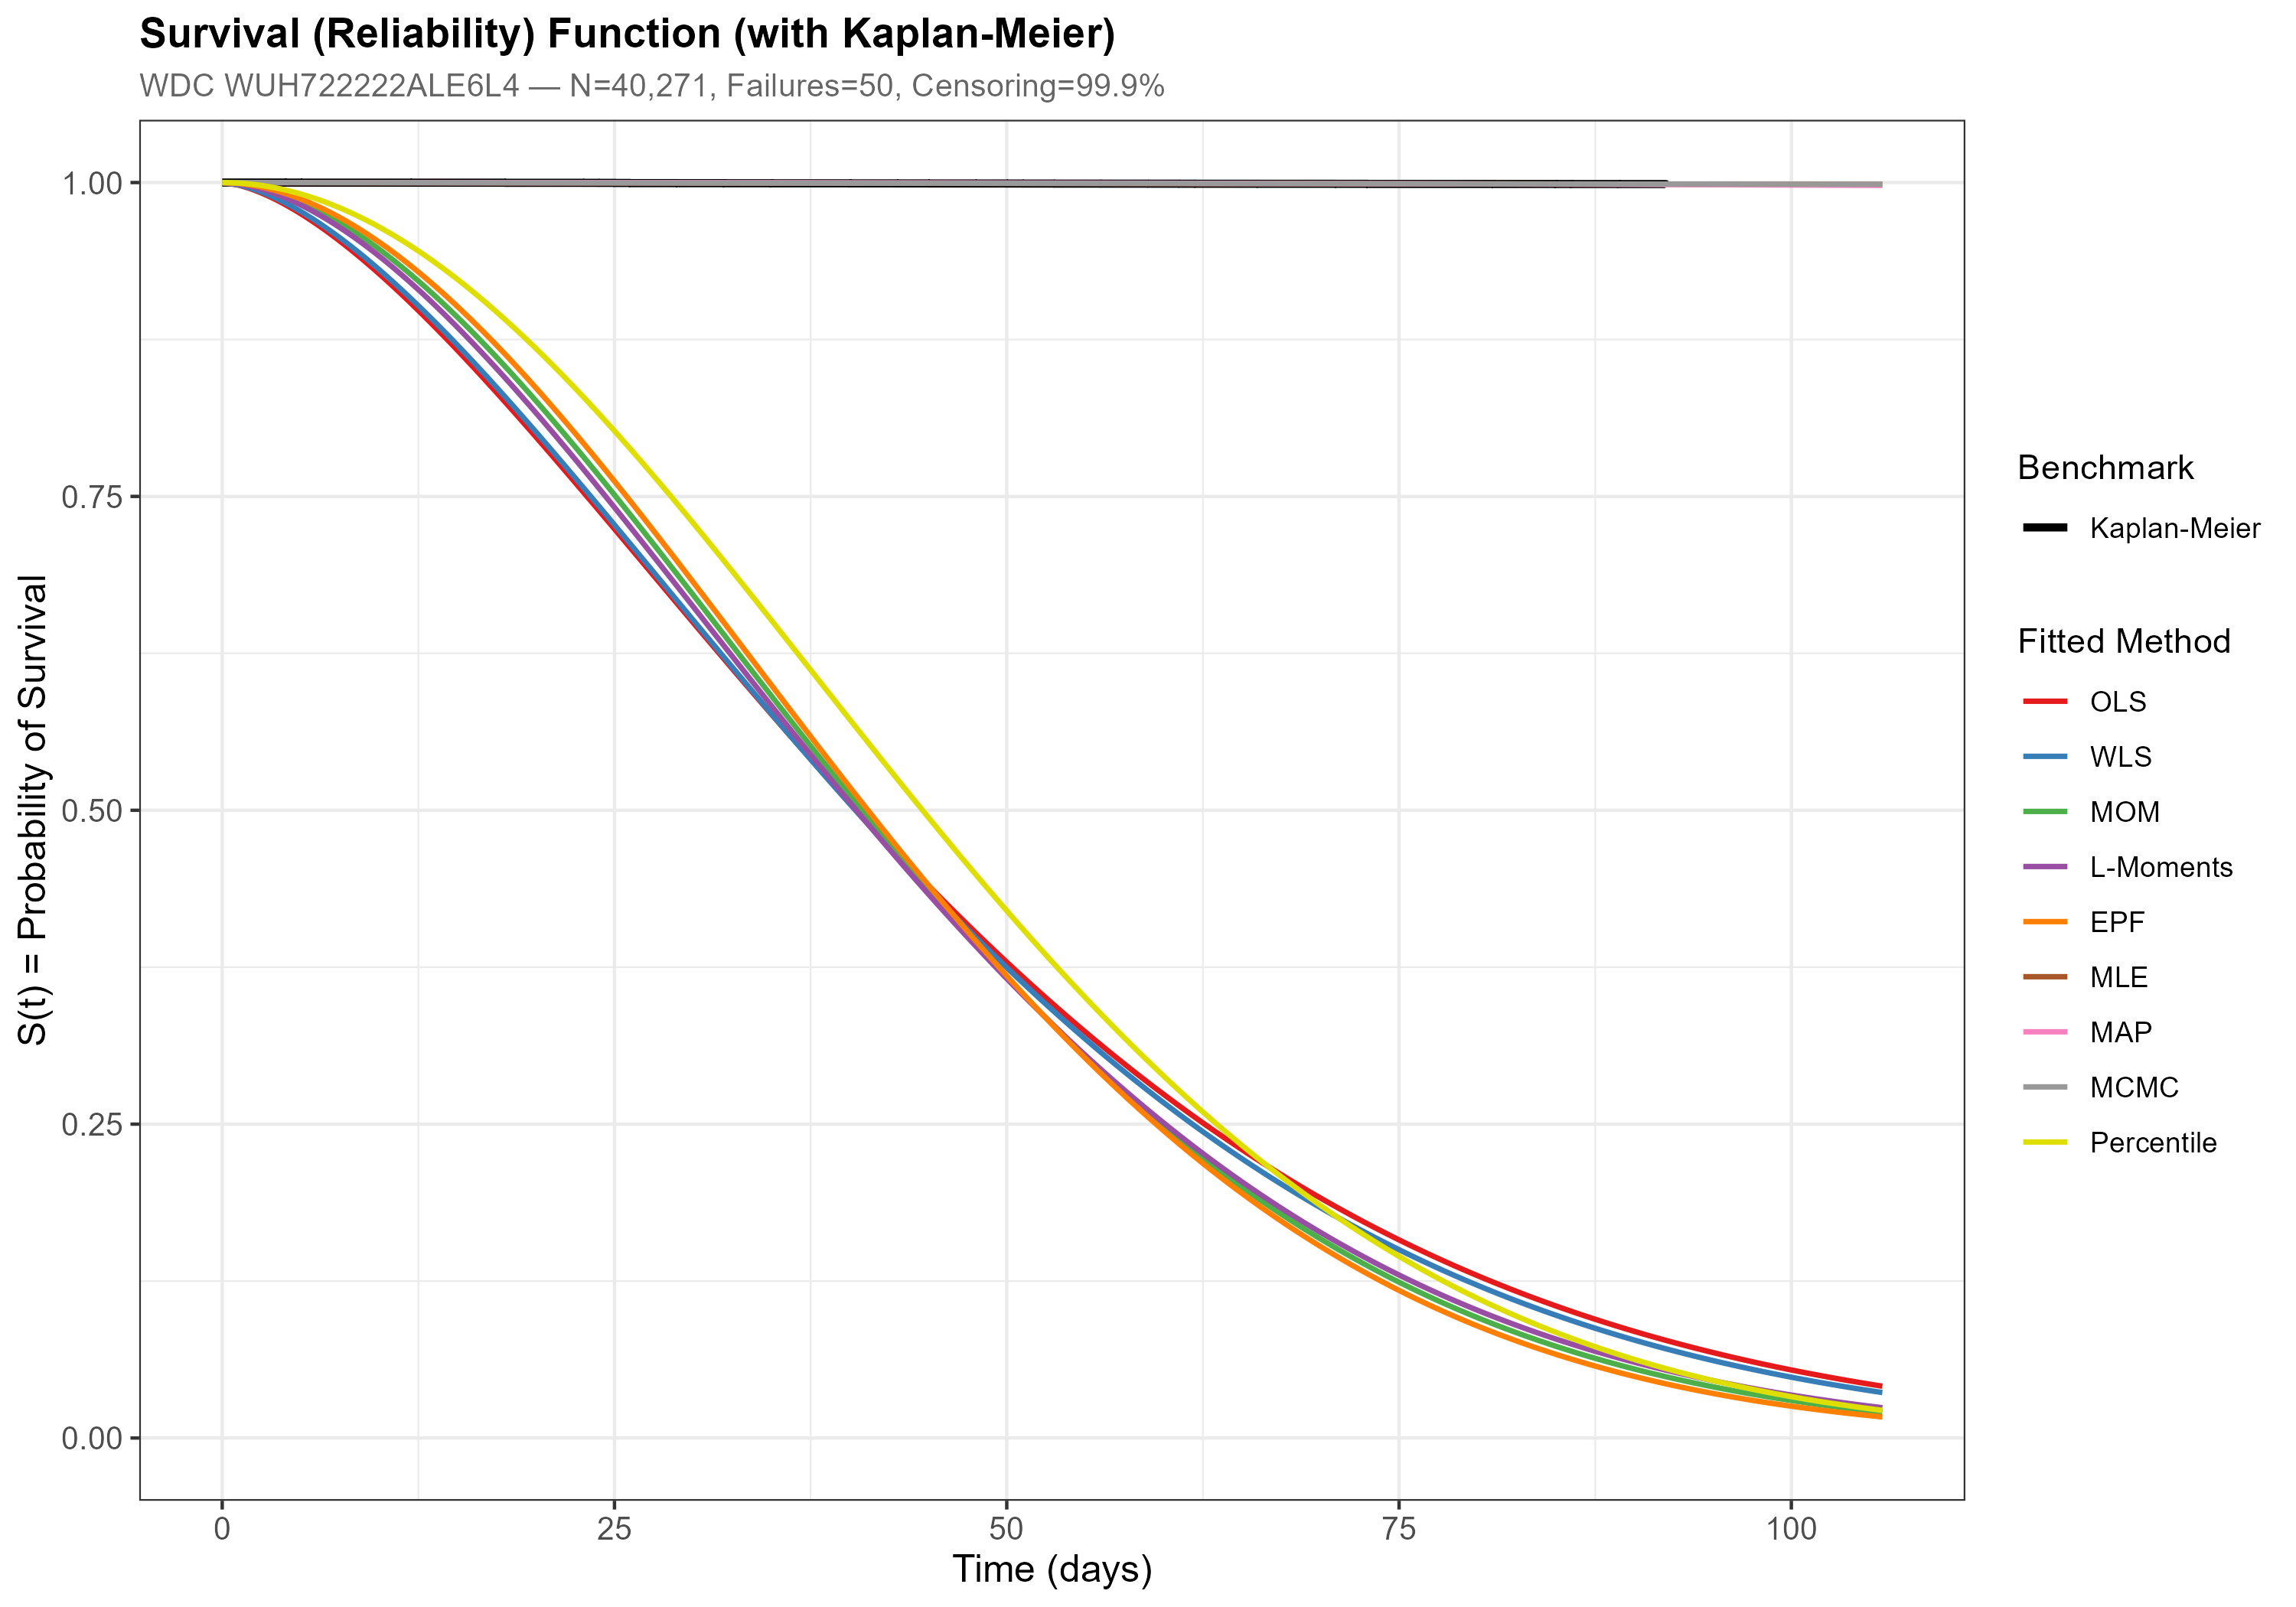 Survival (Reliability) Function (with Kaplan-Meier)
WDC WUH722222ALE6L4 — N=40,271, Failures=50, Censoring=99.9%
S(t) = Probability of Survival
1.00
0.75
0.50
0.25
0.00
0
25
50
75
100
Time (days)
Benchmark
Kaplan-Meier
Fitted Method
OLS
WLS
MOM
L-Moments
EPF
MLE
MAP
MCMC
Percentile